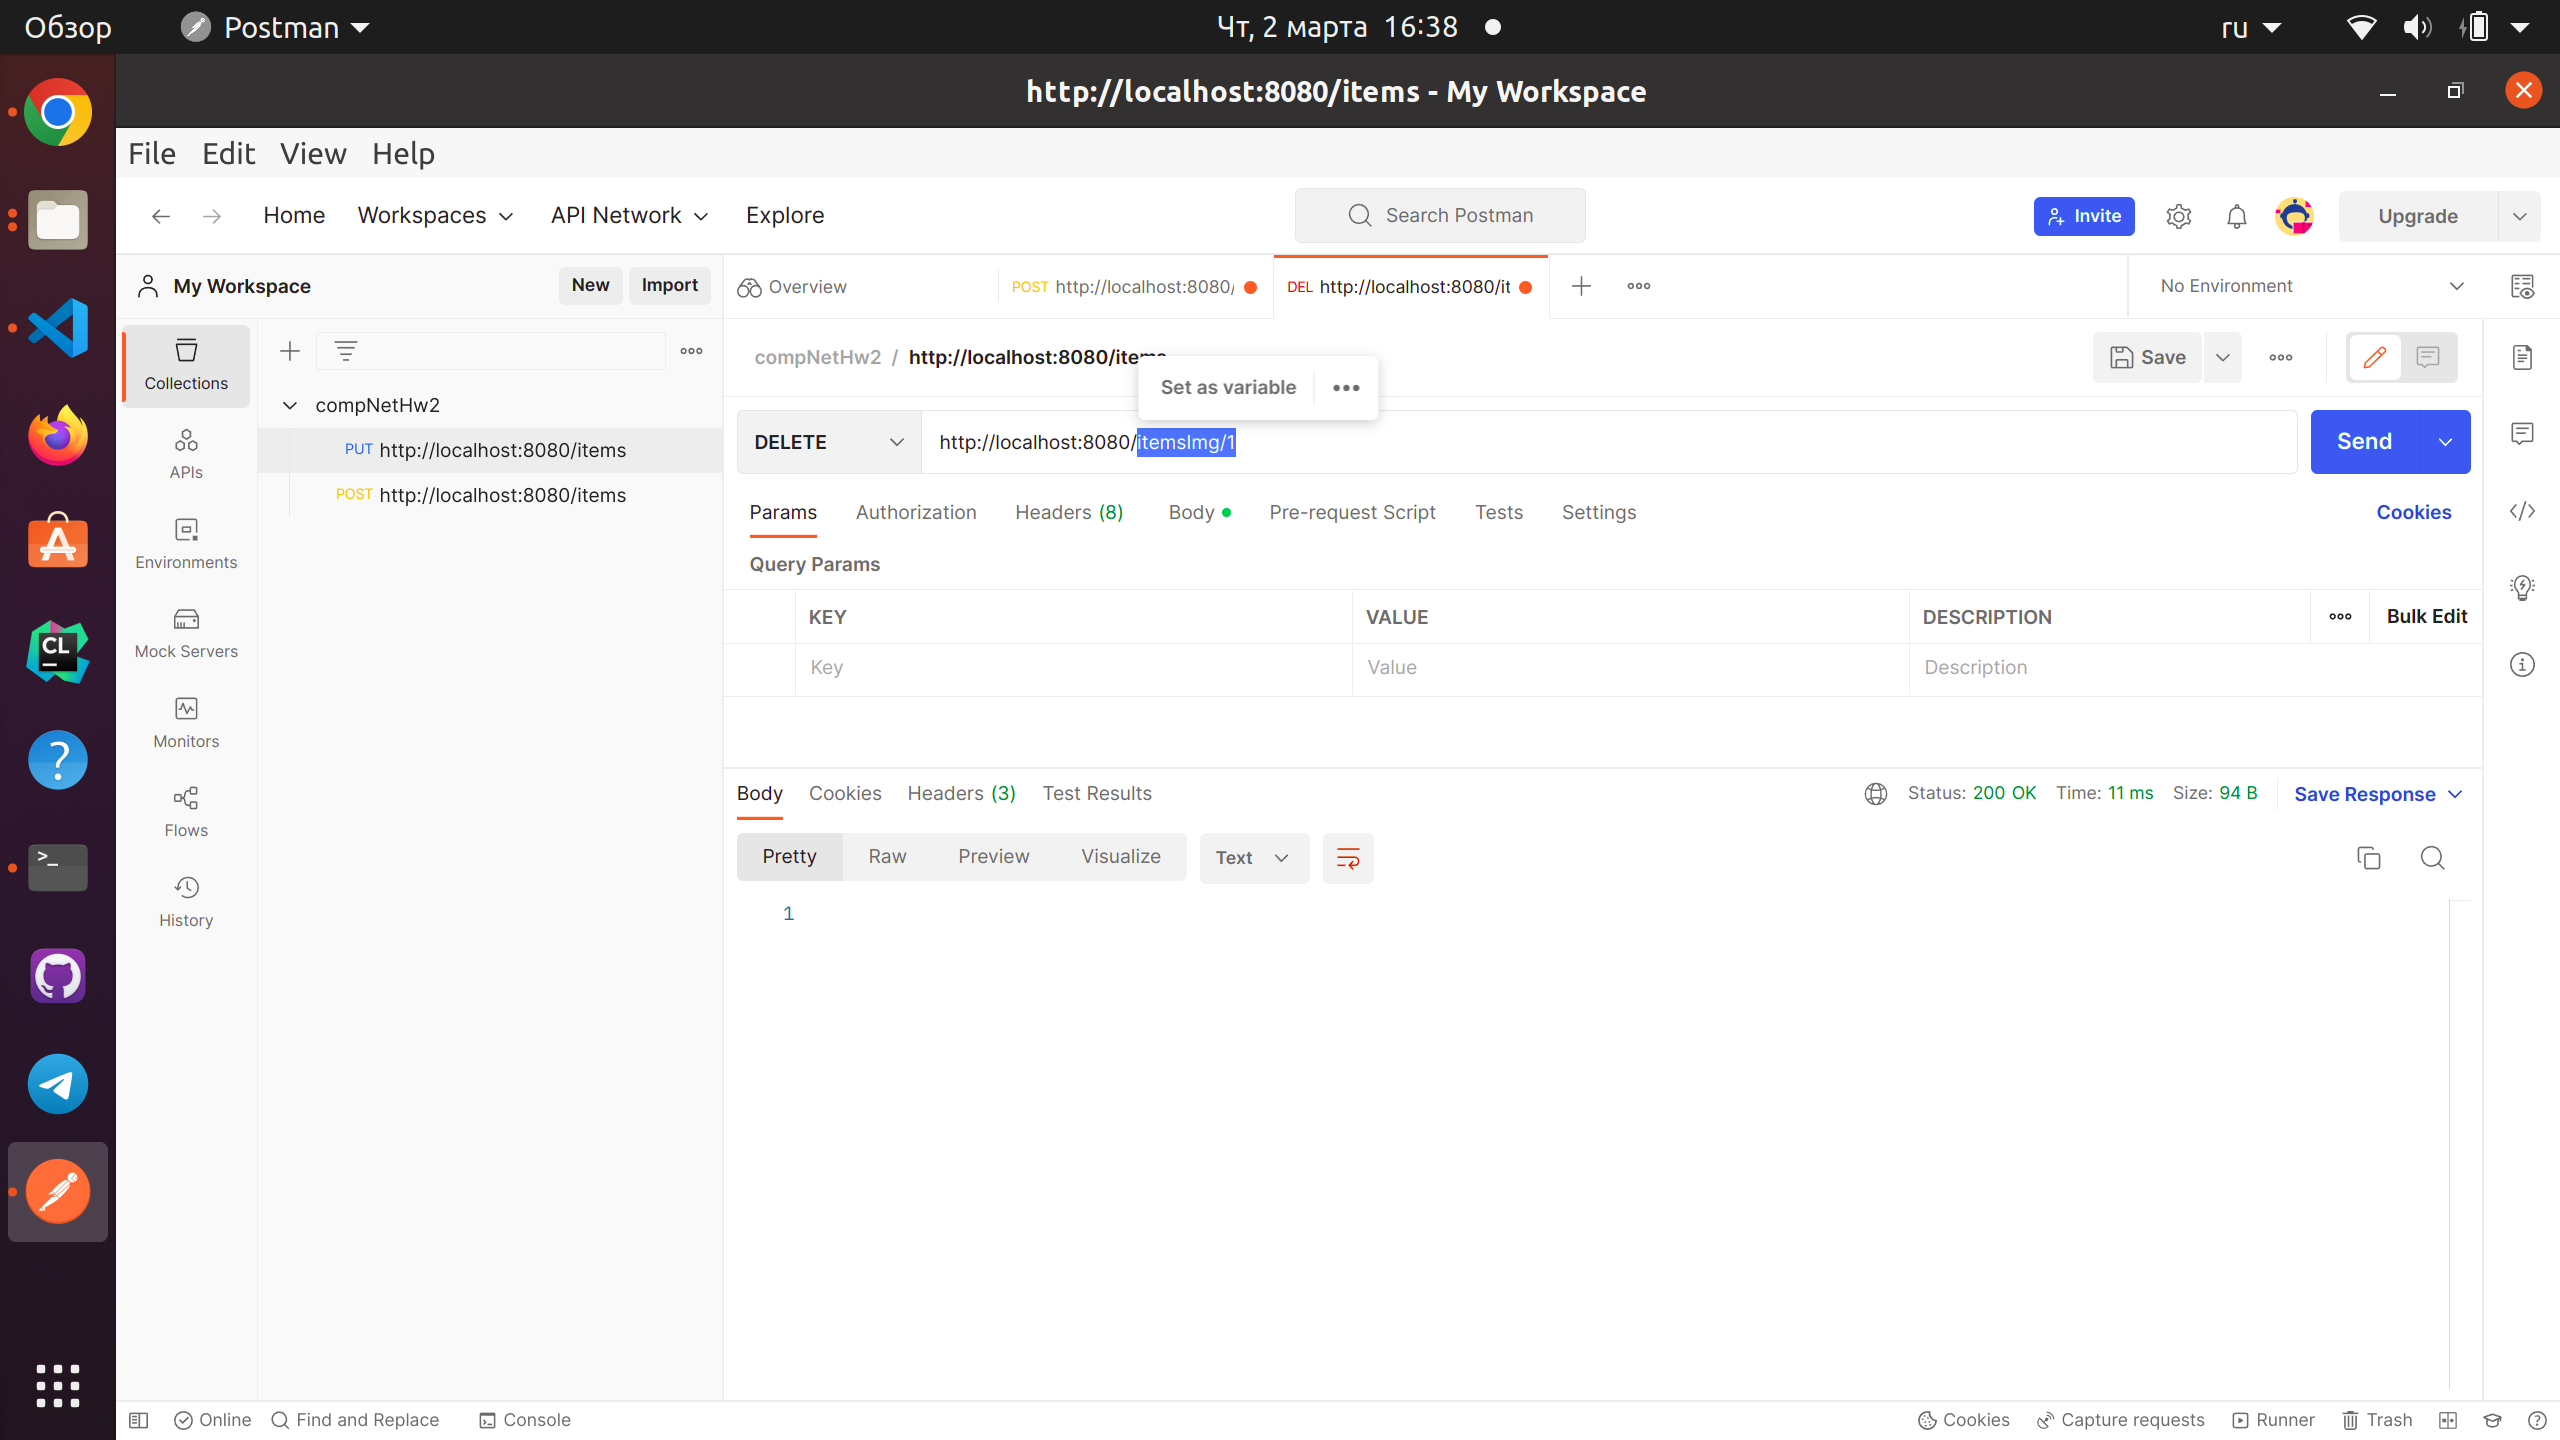 Обзор Postman Чт, 2 марта 16:38 ru
http://localhost:8080/items - My Workspace
File Edit View Help
Home Workspaces API Network Explore Search Postman Invite Upgrade
My Workspace New Import Overview POST http://localhost:8080/ DEL http://localhost:8080/it No Environment
Collections
compNetHw2 / http://localhost:8080/items Save
Set as variable
compNetHw2
DELETE http://localhost:8080/itemsImg/1 Send
PUT http://localhost:8080/items
POST http://localhost:8080/items
APIs
Environments
Mock Servers
Monitors
Flows
History
Params Authorization Headers (8) Body Pre-request Script Tests Settings Cookies
Query Params
KEY VALUE DESCRIPTION Bulk Edit
Key Value Description
Body Cookies Headers (3) Test Results Status: 200 OK Time: 11 ms Size: 94 B Save Response
Pretty Raw Preview Visualize Text
1
CL
Online Find and Replace Console Cookies Capture requests Runner Trash